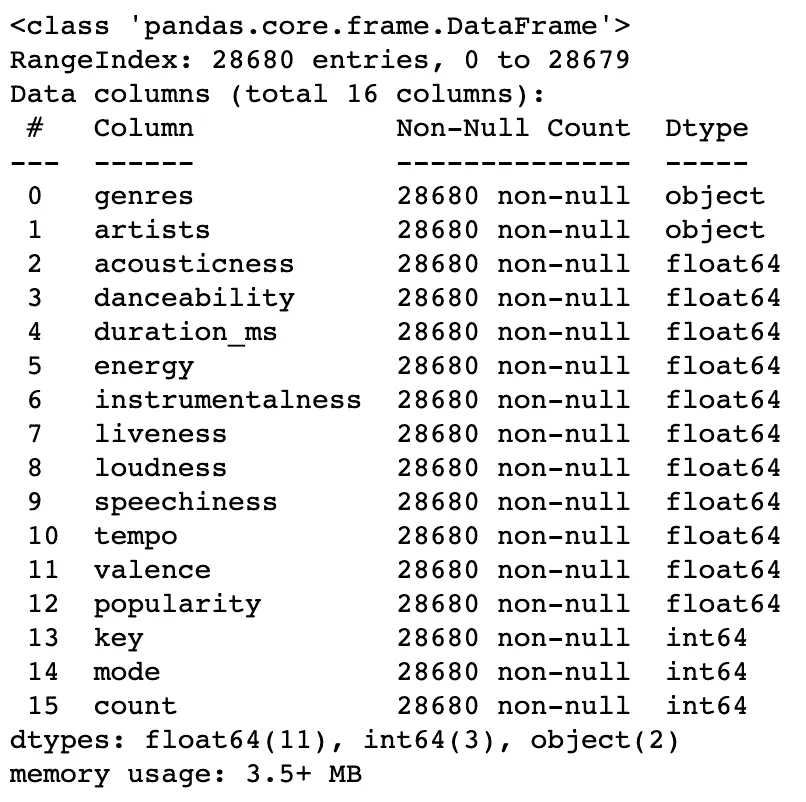 <class 'pandas.core.frame.DataFrame'>
RangeIndex: 28680 entries, 0 to 28679
Data columns (total 16 columns):
 #   Column            Non-Null Count  Dtype
---  ------            --------------  -----
 0   genres            28680 non-null  object
 1   artists           28680 non-null  object
 2   acousticness      28680 non-null  float64
 3   danceability      28680 non-null  float64
 4   duration_ms       28680 non-null  float64
 5   energy            28680 non-null  float64
 6   instrumentalness  28680 non-null  float64
 7   liveness          28680 non-null  float64
 8   loudness          28680 non-null  float64
 9   speechiness       28680 non-null  float64
 10  tempo             28680 non-null  float64
 11  valence           28680 non-null  float64
 12  popularity        28680 non-null  float64
 13  key               28680 non-null  int64
 14  mode              28680 non-null  int64
 15  count             28680 non-null  int64
dtypes: float64(11), int64(3), object(2)
memory usage: 3.5+ MB